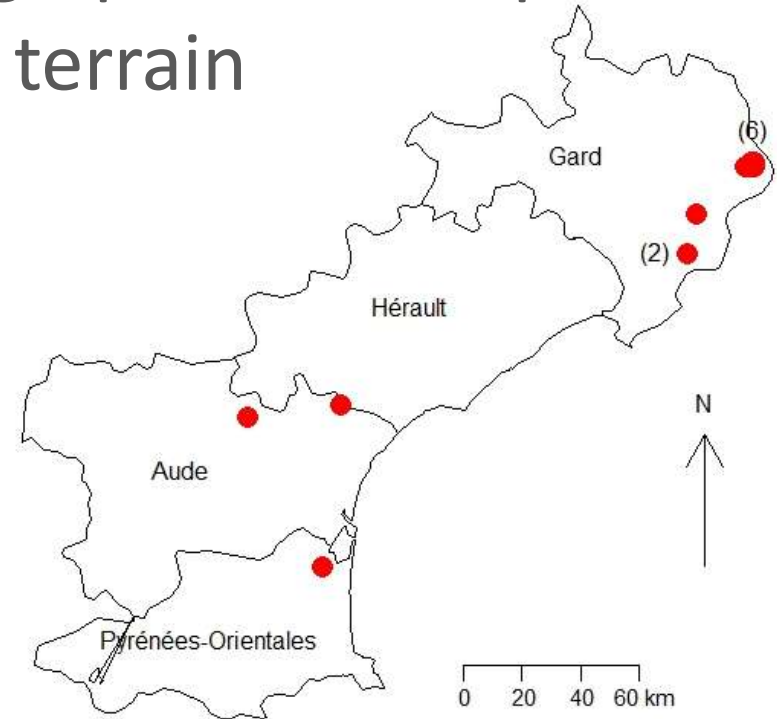 terrain
(6)
Gard
(2)
Hérault
N
Aude
Pyrénées-Orientales
0 20 40 60 km